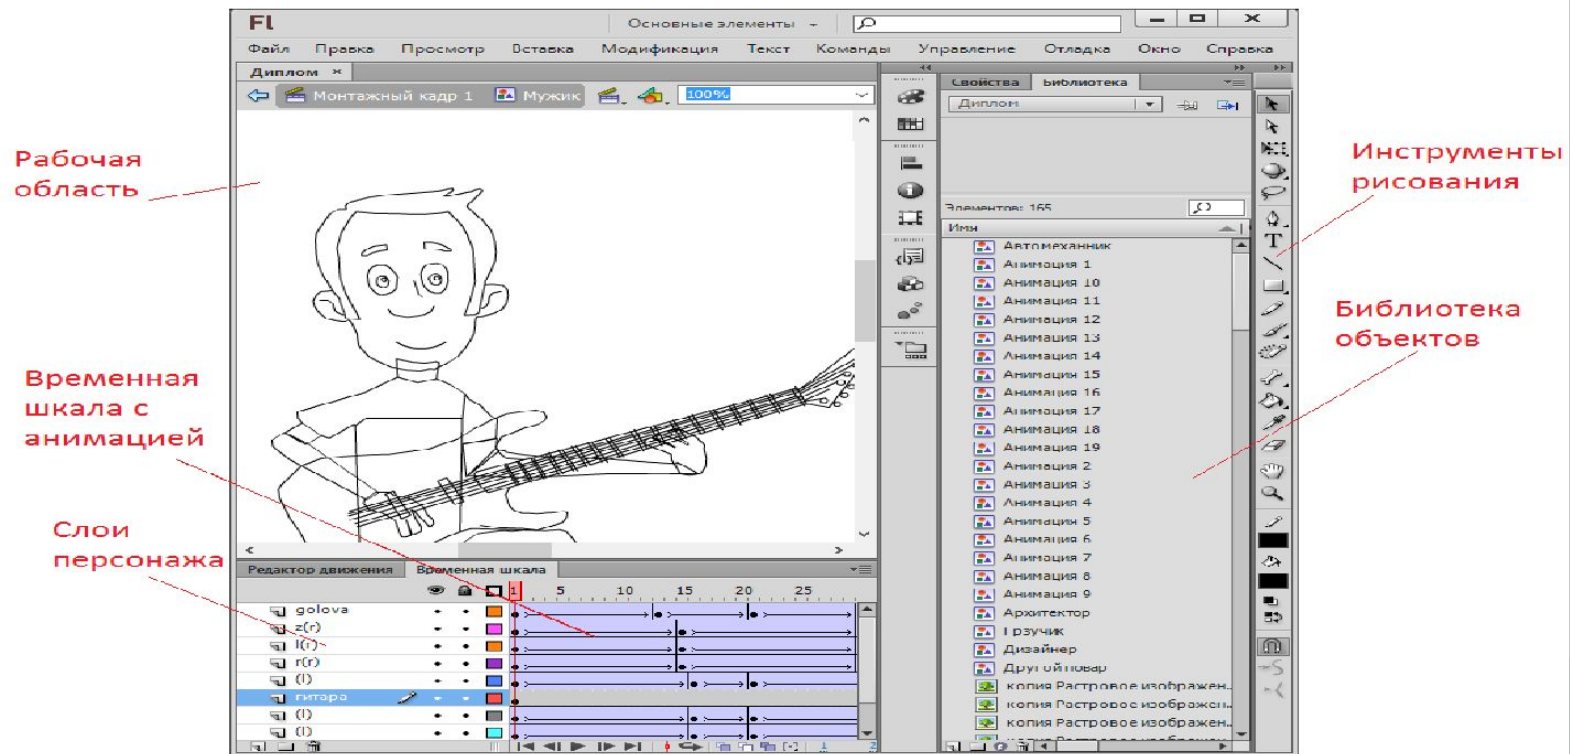 Fl
Основные элементы
Файл Правка Просмотр Вставка Модификация Текст Команды Управление Отладка Окно Справка
Диплом
Монтажный кадр 1 Мужик 100%
Свойства Библиотека
Диплом
Элементов: 165
Имя
Автомеханник
Анимация 1
Анимация 10
Анимация 11
Анимация 12
Анимация 13
Анимация 14
Анимация 15
Анимация 16
Анимация 17
Анимация 18
Анимация 19
Анимация 2
Анимация 3
Анимация 4
Анимация 5
Анимация 6
Анимация 7
Анимация 8
Анимация 9
Архитектор
Грзучик
Дизайнер
Другой повар
копия Растровое изображен...
копия Растровое изображен...
копия Растровое изображен...
Рабочая
область
Временная
шкала с
анимацией
Слои
персонажа
Инструменты
рисования
Библиотека
объектов
Редактор движения Временная шкала
1 5 10 15 20 25
golova
z(r)
l(r)
r(r)
(l)
гитара
(l)
(l)